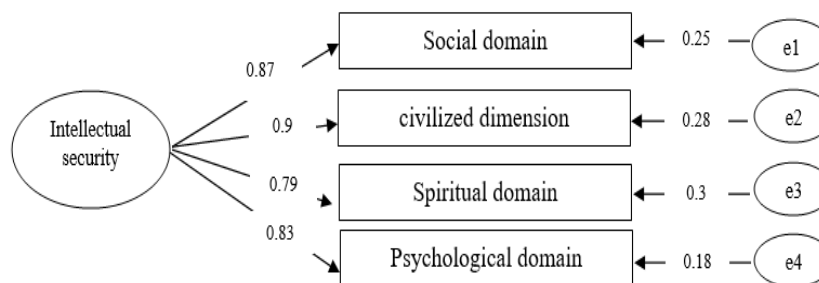 Social domain
0.25
e1
0.87
Intellectual
security
0.9
civilized dimension
0.28
e2
0.79
Spiritual domain
0.3
e3
0.83
Psychological domain
0.18
e4